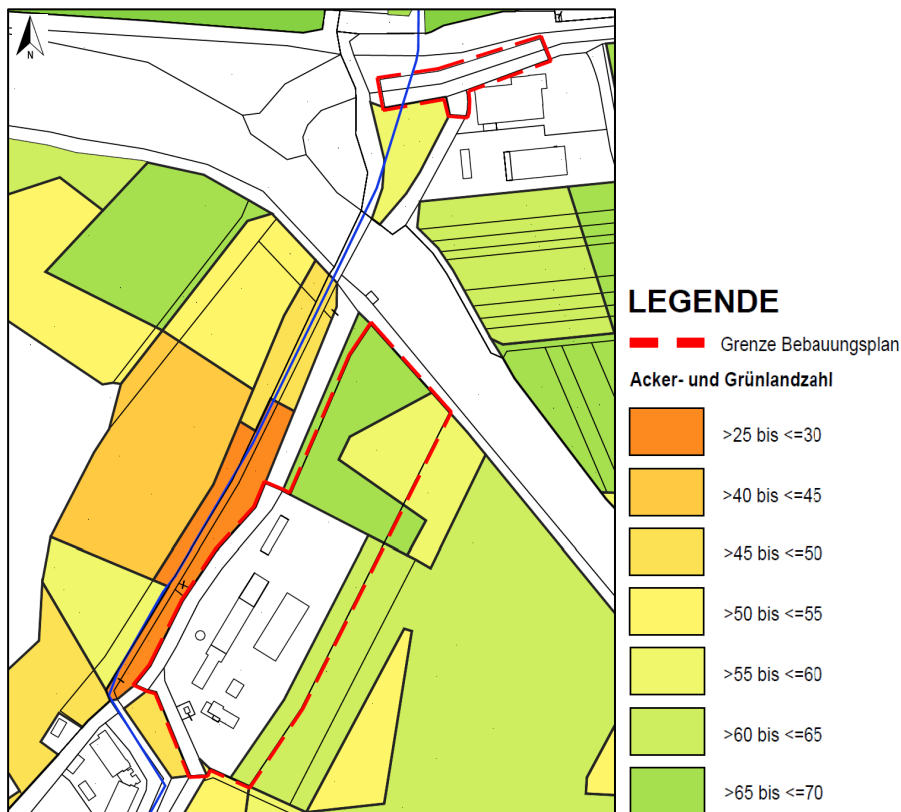 N
LEGENDE
Grenze Bebauungsplan
Acker- und Grünlandzahl
>25 bis <=30
>40 bis <=45
>45 bis <=50
>50 bis <=55
>55 bis <=60
>60 bis <=65
>65 bis <=70